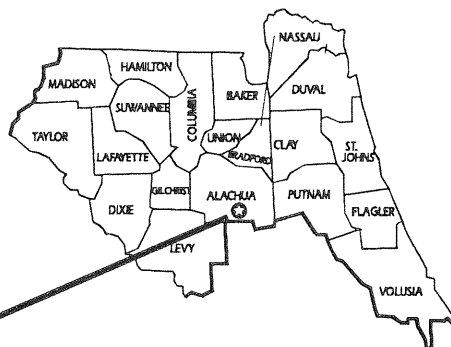 NASSAU
HAMILTON
MADISON
BAKER
DUVAL
COLUMBIA
SUWANNEE
TAYLOR
UNION
CLAY
ST.
JOHNS
LAFAYETTE
BRADFORD
GILCHRIST
ALACHUA
PUTNAM
DIXIE
FLAGLER
LEVY
VOLUSIA